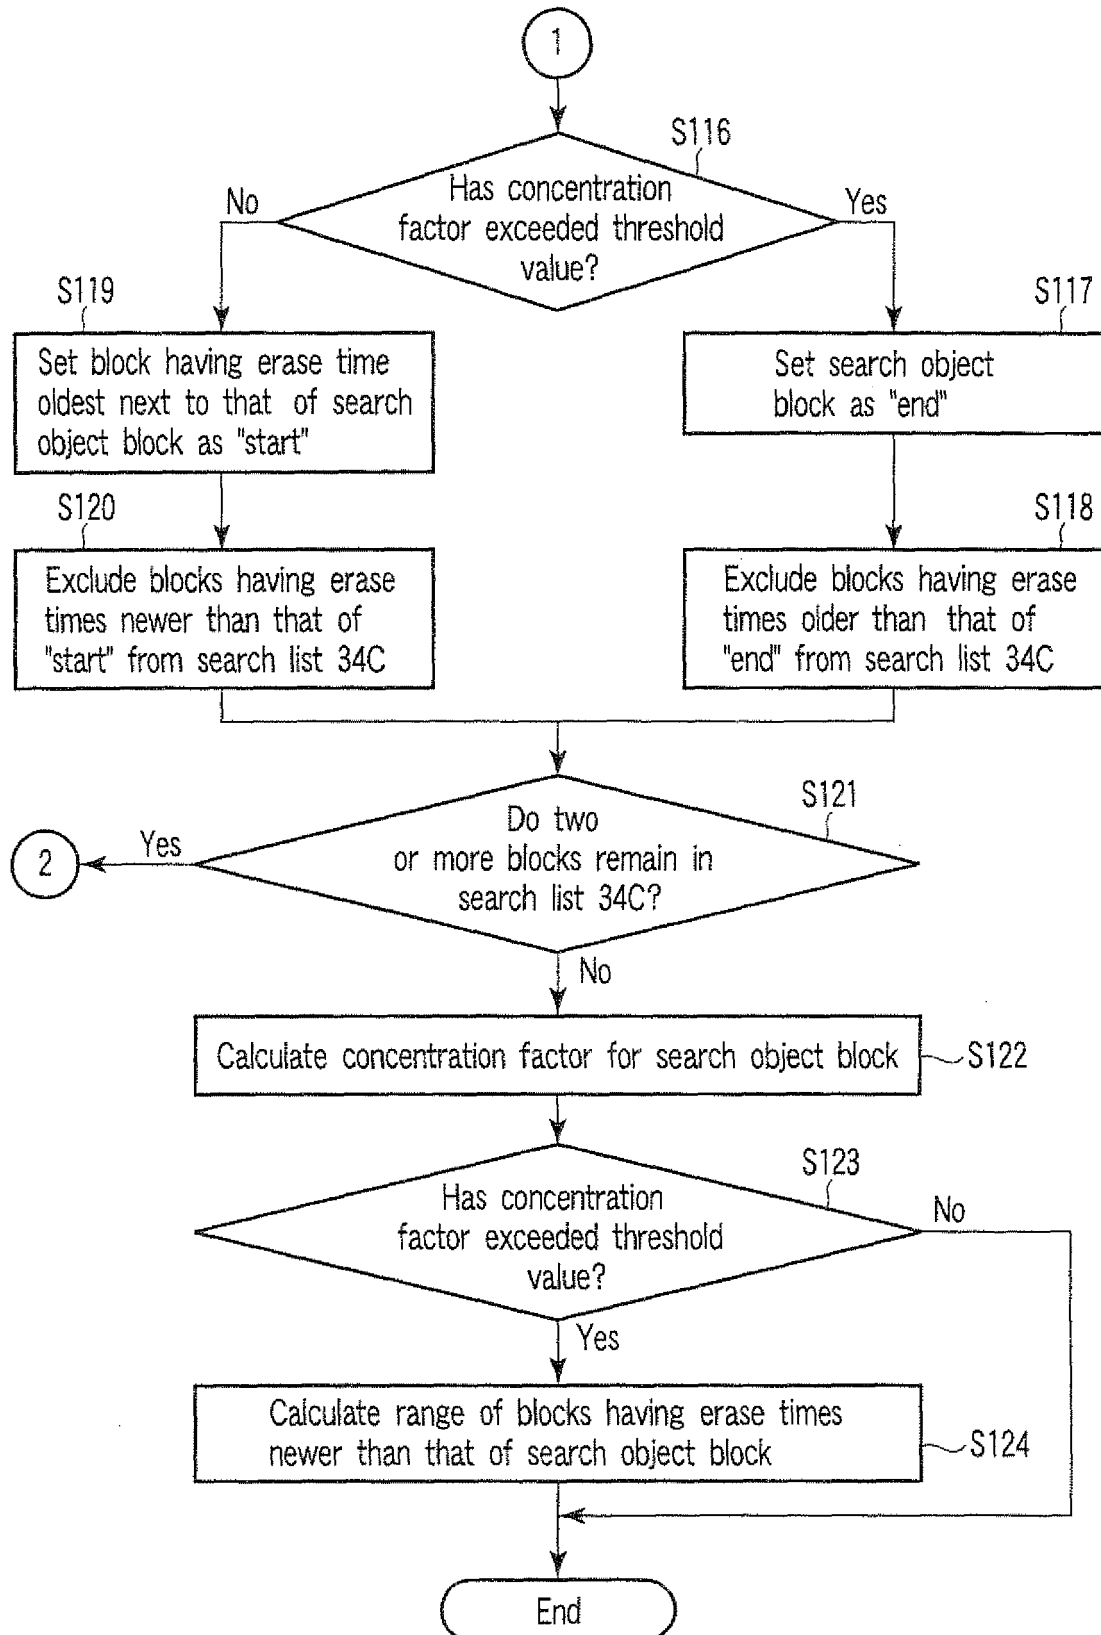 1
S116
Has concentration
factor exceeded threshold
value?
No
Yes
S119
Set block having erase time
oldest next to that of search
object block as "start"
S117
Set search object
block as "end"
S120
Exclude blocks having erase
times newer than that of
"start" from search list 34C
S118
Exclude blocks having erase
times older than that of
"end" from search list 34C
S121
Do two
or more blocks remain in
search list 34C?
Yes
2
No
Calculate concentration factor for search object block
S122
S123
Has concentration
factor exceeded threshold
value?
No
Yes
Calculate range of blocks having erase times
newer than that of search object block
S124
End